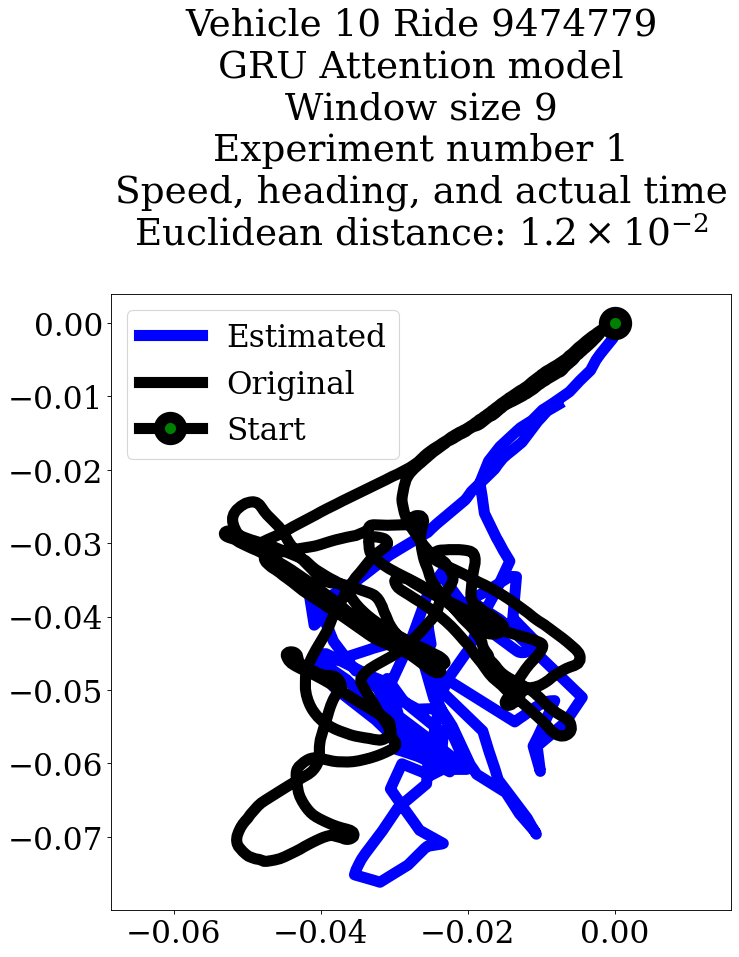 Vehicle 10 Ride 9474779
GRU Attention model
Window size 9
Experiment number 1
Speed, heading, and actual time
Euclidean distance: 1.2 × 10⁻²
Estimated
Original
Start
0.00
−0.01
−0.02
−0.03
−0.04
−0.05
−0.06
−0.07
−0.06 −0.04 −0.02 0.00